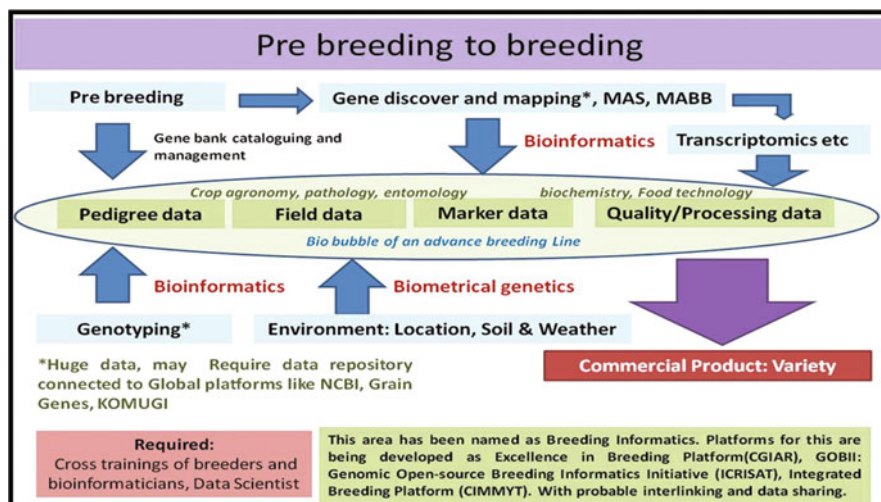 Pre breeding to breeding
Pre breeding
Gene discover and mapping*, MAS, MABB
Gene bank cataloguing and
management
Bioinformatics
Transcriptomics etc
Crop agronomy, pathology, entomology
biochemistry, Food technology
Pedigree data
Field data
Marker data
Quality/Processing data
Bio bubble of an advance breeding Line
Bioinformatics
Biometrical genetics
Genotyping*
Environment: Location, Soil & Weather
*Huge data, may Require data repository
connected to Global platforms like NCBI, Grain
Genes, KOMUGI
Commercial Product: Variety
Required:
Cross trainings of breeders and
bioinformaticians, Data Scientist
This area has been named as Breeding Informatics. Platforms for this are
being developed as Excellence in Breeding Platform(CGIAR), GOBII:
Genomic Open-source Breeding Informatics Initiative (ICRISAT), Integrated
Breeding Platform (CIMMYT). With probable interlinking and data sharing.